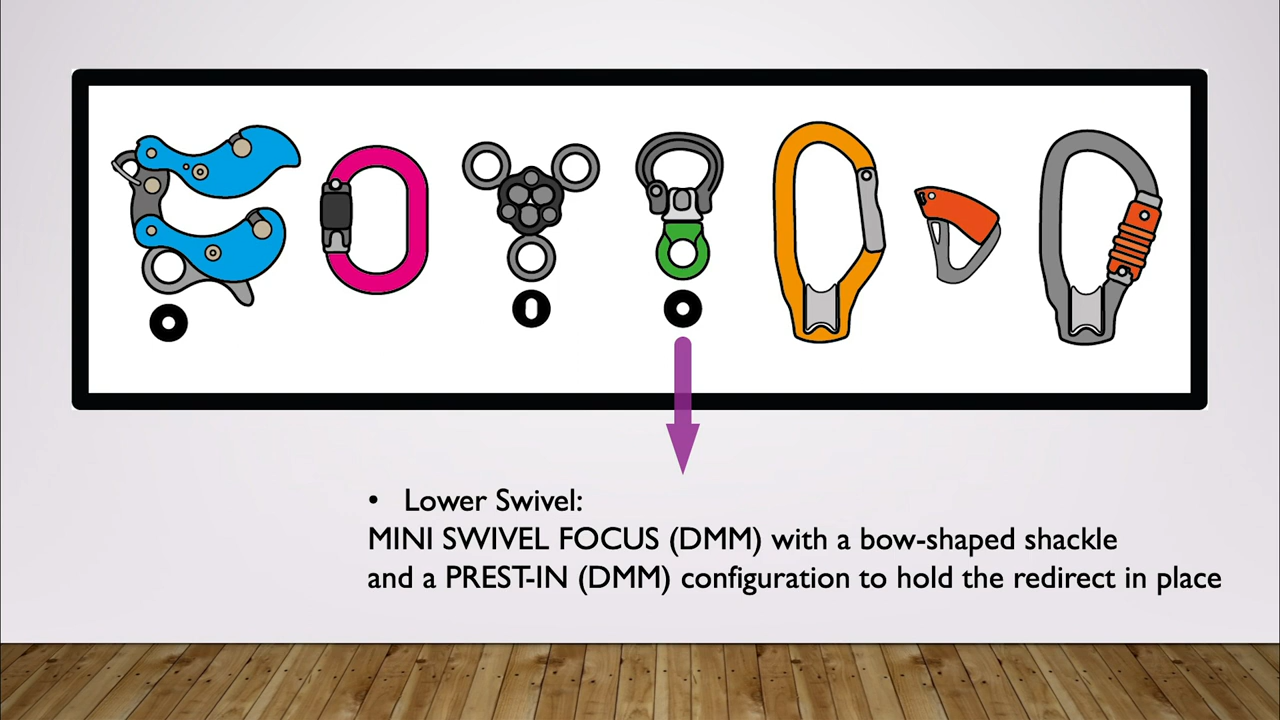 • Lower Swivel:
MINI SWIVEL FOCUS (DMM) with a bow-shaped shackle
and a PREST-IN (DMM) configuration to hold the redirect in place